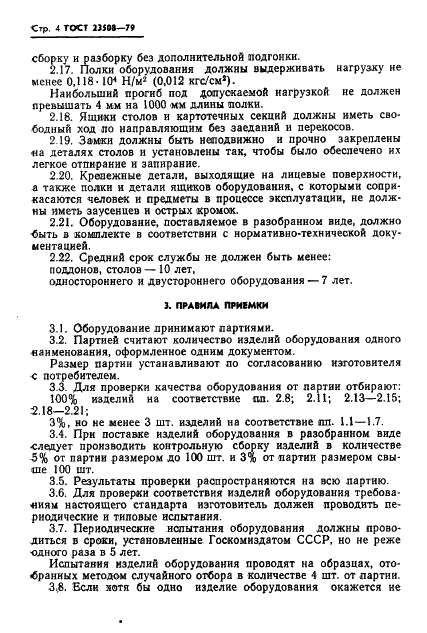 Стр. 4 ГОСТ 23508—79
сборку и разборку без дополнительной подгонки.
2.17. Полки оборудования должны выдерживать нагрузку не
менее 0,118·10⁴ Н/м² (0,012 кгс/см²).
Наибольший прогиб под допускаемой нагрузкой не должен
превышать 4 мм на 1000 мм длины полки.
2.18. Ящики столов и картотечных секций должны иметь сво-
бодный ход по направляющим без заеданий и перекосов.
2.19. Замки должны быть неподвижно и прочно закреплены
на деталях столов и установлены так, чтобы было обеспечено их
легкое отпирание и запирание.
2.20. Крепежные детали, выходящие на лицевые поверхности,
а также полки и детали ящиков оборудования, с которыми сопри-
касаются человек и предметы в процессе эксплуатации, не долж-
ны иметь заусенцев и острых кромок.
2.21. Оборудование, поставляемое в разобранном виде, должно
быть в комплекте в соответствии с нормативно-технической доку-
ментацией.
2.22. Средний срок службы не должен быть менее:
поддонов, столов — 10 лет,
одностороннего и двустороннего оборудования — 7 лет.
3. ПРАВИЛА ПРИЕМКИ
3.1. Оборудование принимают партиями.
3.2. Партией считают количество изделий оборудования одного
наименования, оформленное одним документом.
Размер партии устанавливают по согласованию изготовителя
с потребителем.
3.3. Для проверки качества оборудования от партии отбирают:
100% изделий на соответствие пп. 2.8; 2.11; 2.13—2.15;
2.18—2.21;
3%, но не менее 3 шт. изделий на соответствие пп. 1.1—1.7.
3.4. При поставке изделий оборудования в разобранном виде
следует производить контрольную сборку изделий в количестве
5% от партии размером до 100 шт. и 3% от партии размером свы-
ше 100 шт.
3.5. Результаты проверки распространяются на всю партию.
3.6. Для проверки соответствия изделий оборудования требова-
ниям настоящего стандарта изготовитель должен проводить пе-
риодические и типовые испытания.
3.7. Периодические испытания оборудования должны прово-
диться в сроки, установленные Госкомиздатом СССР, но не реже
одного раза в 5 лет.
Испытания изделий оборудования проводят на образцах, ото-
бранных методом случайного отбора в количестве 4 шт. от партии.
3.8. Если хотя бы одно изделие оборудования окажется не